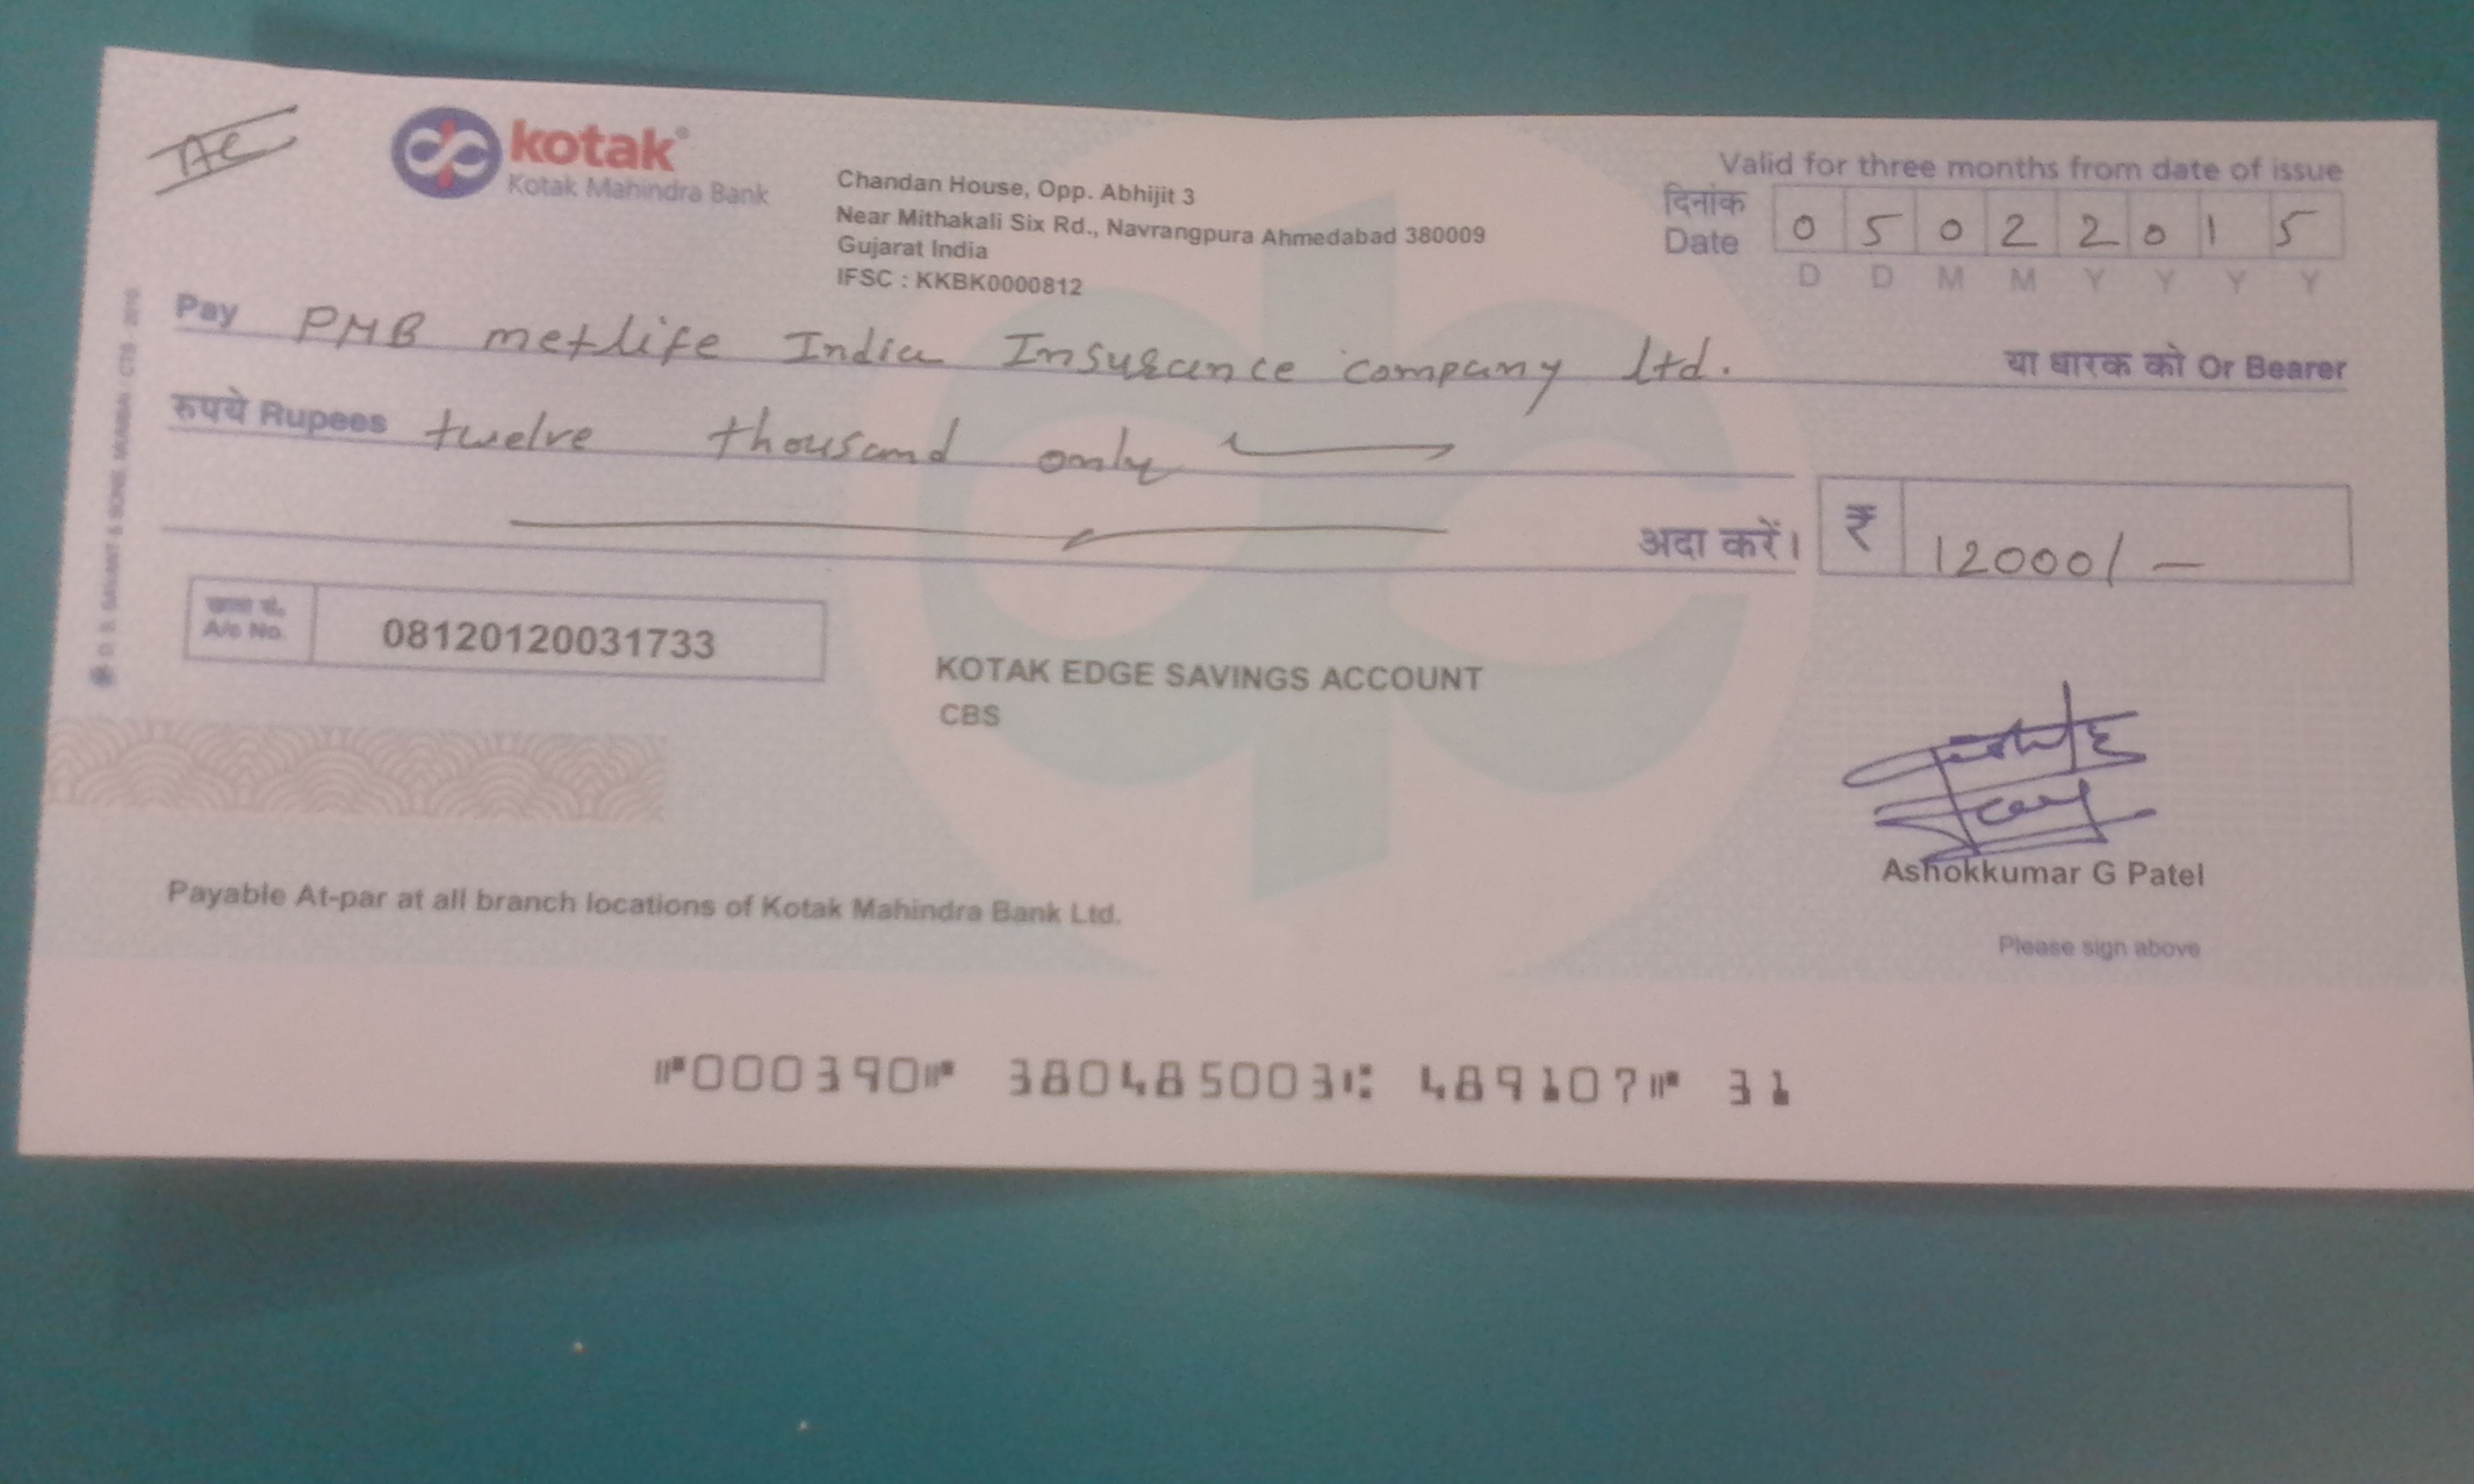 A/C
kotak®
Kotak Mahindra Bank
Chandan House, Opp. Abhijit 3
Near Mithakali Six Rd., Navrangpura Ahmedabad 380009
Gujarat India
IFSC : KKBK0000812
Valid for three months from date of issue
दिनांक
Date 0 5 0 2 2 0 1 5
D D M M Y Y Y Y
Pay PMB metlife India Insurance company ltd. या धारक को Or Bearer
रुपये Rupees twelve thousand only
अदा करें। ₹ 12000/-
खाता सं.
A/c No. 08120120031733
KOTAK EDGE SAVINGS ACCOUNT
CBS
Ashokkumar G Patel
Payable At-par at all branch locations of Kotak Mahindra Bank Ltd.
Please sign above
⑈000390⑈ 380485003⑆ 489107⑈ 31